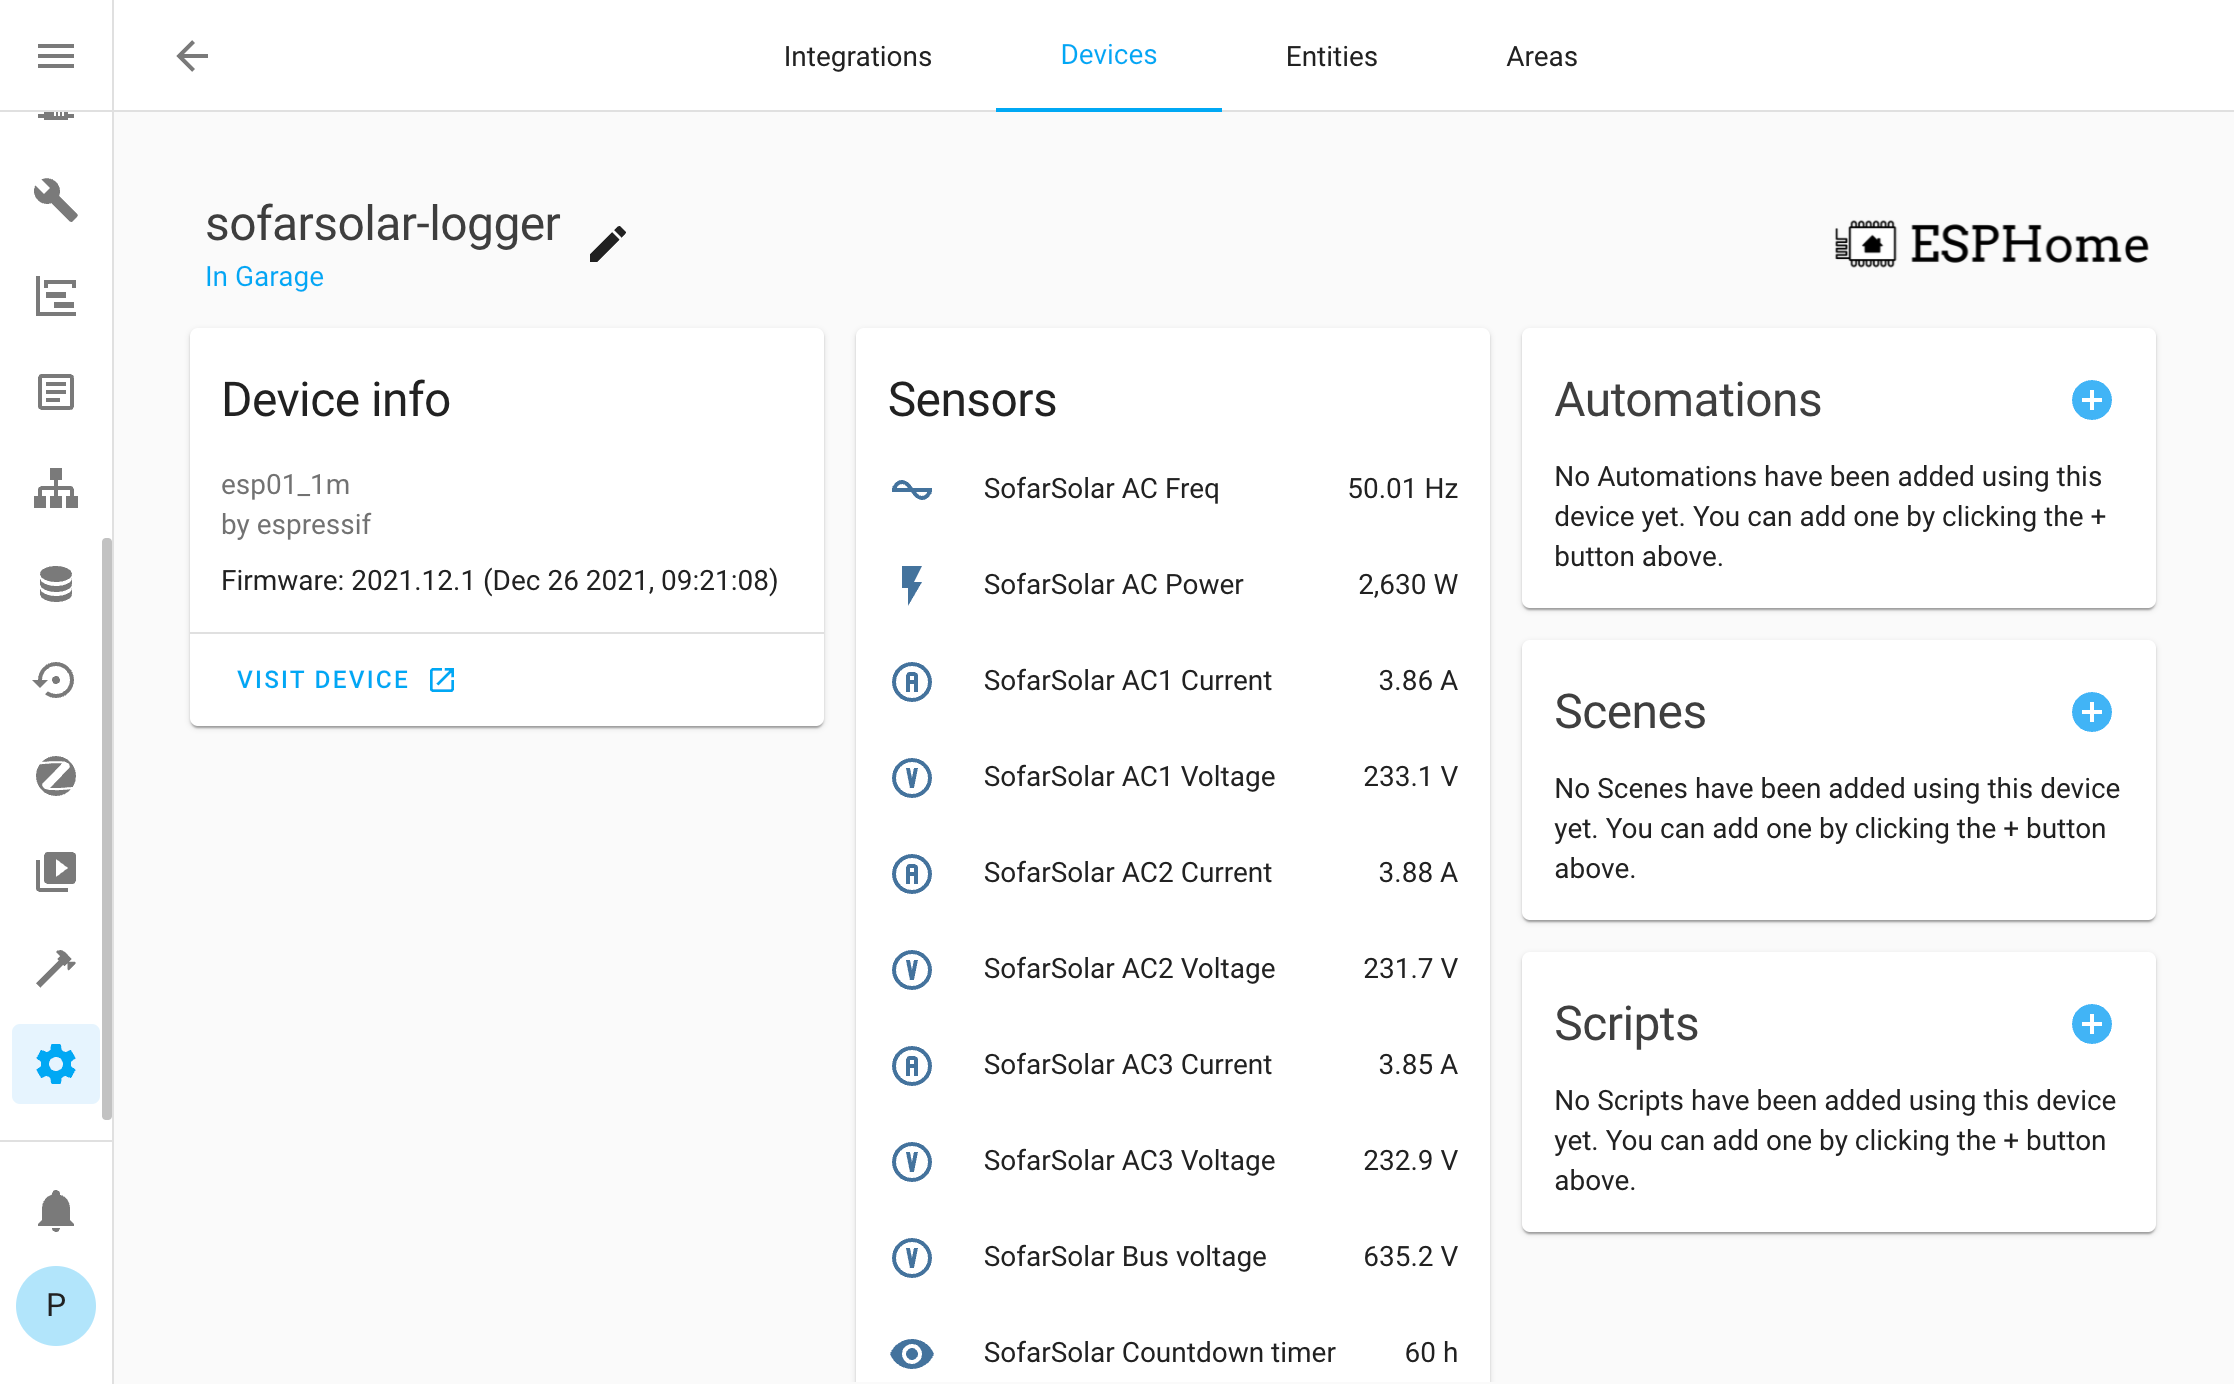 Integrations
Devices
Entities
Areas
sofarsolar-logger
In Garage
ESPHome
Device info
esp01_1m
by espressif
Firmware: 2021.12.1 (Dec 26 2021, 09:21:08)
VISIT DEVICE
Sensors
SofarSolar AC Freq 50.01 Hz
SofarSolar AC Power 2,630 W
A SofarSolar AC1 Current 3.86 A
V SofarSolar AC1 Voltage 233.1 V
A SofarSolar AC2 Current 3.88 A
V SofarSolar AC2 Voltage 231.7 V
A SofarSolar AC3 Current 3.85 A
V SofarSolar AC3 Voltage 232.9 V
V SofarSolar Bus voltage 635.2 V
SofarSolar Countdown timer 60 h
Automations
No Automations have been added using this
device yet. You can add one by clicking the +
button above.
Scenes
No Scenes have been added using this device
yet. You can add one by clicking the + button
above.
Scripts
No Scripts have been added using this device
yet. You can add one by clicking the + button
above.
P